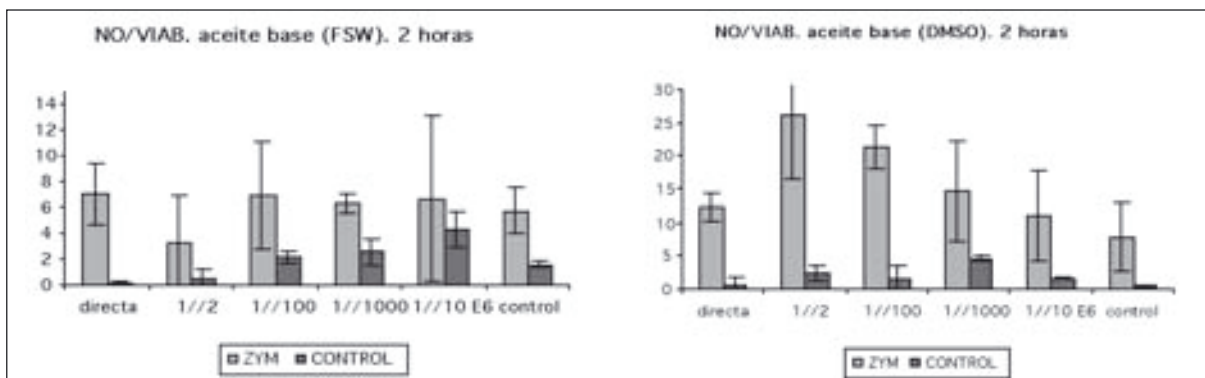 NO/VIAB. aceite base (FSW). 2 horas
14
12
10
8
6
4
2
0
directa 1//2 1//100 1//1000 1//10 E6 control
ZYM CONTROL
NO/VIAB. aceite base (DMSO). 2 horas
30
25
20
15
10
5
0
directa 1//2 1//100 1//1000 1//10 E6 control
ZYM CONTROL